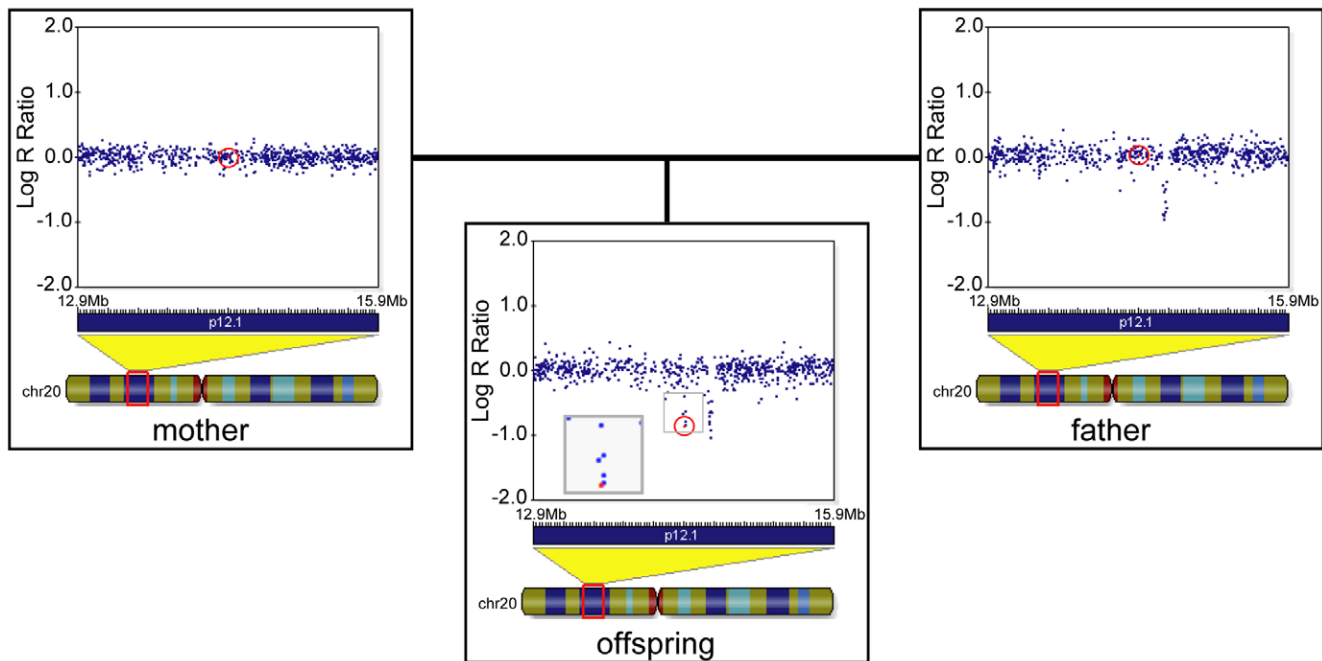 2.0
1.0
0.0
-1.0
-2.0
Log R Ratio
12.9Mb 15.9Mb
p12.1
chr20
mother
2.0
1.0
0.0
-1.0
-2.0
Log R Ratio
12.9Mb 15.9Mb
p12.1
chr20
father
2.0
1.0
0.0
-1.0
-2.0
Log R Ratio
12.9Mb 15.9Mb
p12.1
chr20
offspring